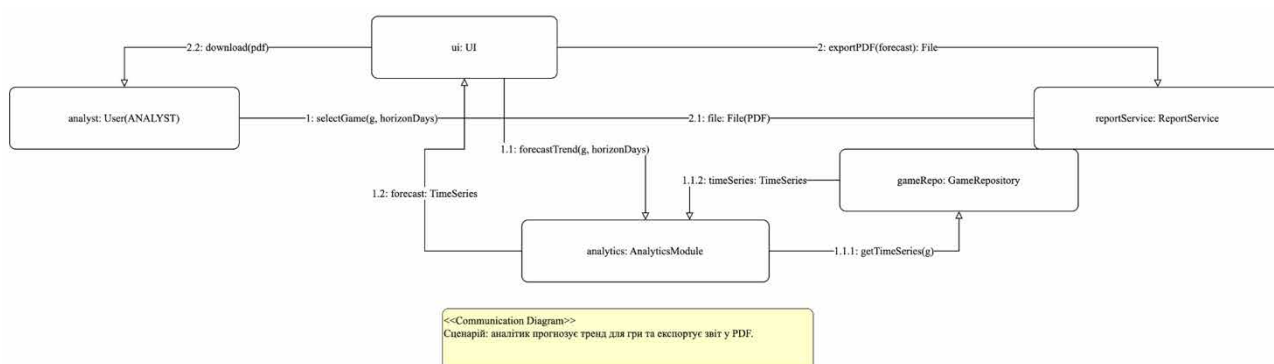 ui: UI
2.2: download(pdf)
2: exportPDF(forecast): File
analyst: User(ANALYST)
1: selectGame(g, horizonDays)
2.1: file: File(PDF)
reportService: ReportService
1.1: forecastTrend(g, horizonDays)
1.2: forecast: TimeSeries
1.1.2: timeSeries: TimeSeries
gameRepo: GameRepository
analytics: AnalyticsModule
1.1.1: getTimeSeries(g)
<<Communication Diagram>>
Сценарій: аналітик прогнозує тренд для гри та експортує звіт у PDF.